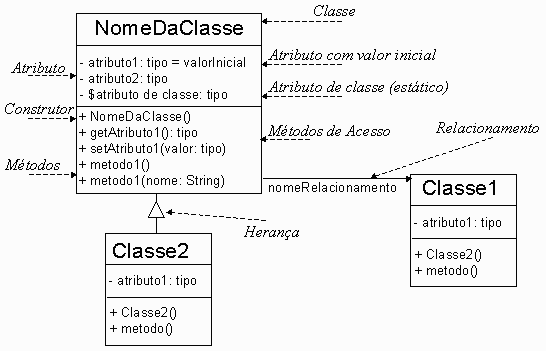 Classe
NomeDaClasse
- atributo1: tipo = valorInicial
- atributo2: tipo
- $atributo de classe: tipo
+ NomeDaClasse()
+ getAtributo1(): tipo
+ setAtributo1(valor: tipo)
+ metodo1()
+ metodo1(nome: String)
Atributo
Construtor
Métodos
Atributo com valor inicial
Atributo de classe (estático)
Métodos de Acesso
Relacionamento
nomeRelacionamento
Classe1
- atributo1: tipo
+ Classe2()
+ metodo()
Herança
Classe2
- atributo1: tipo
+ Classe2()
+ metodo()